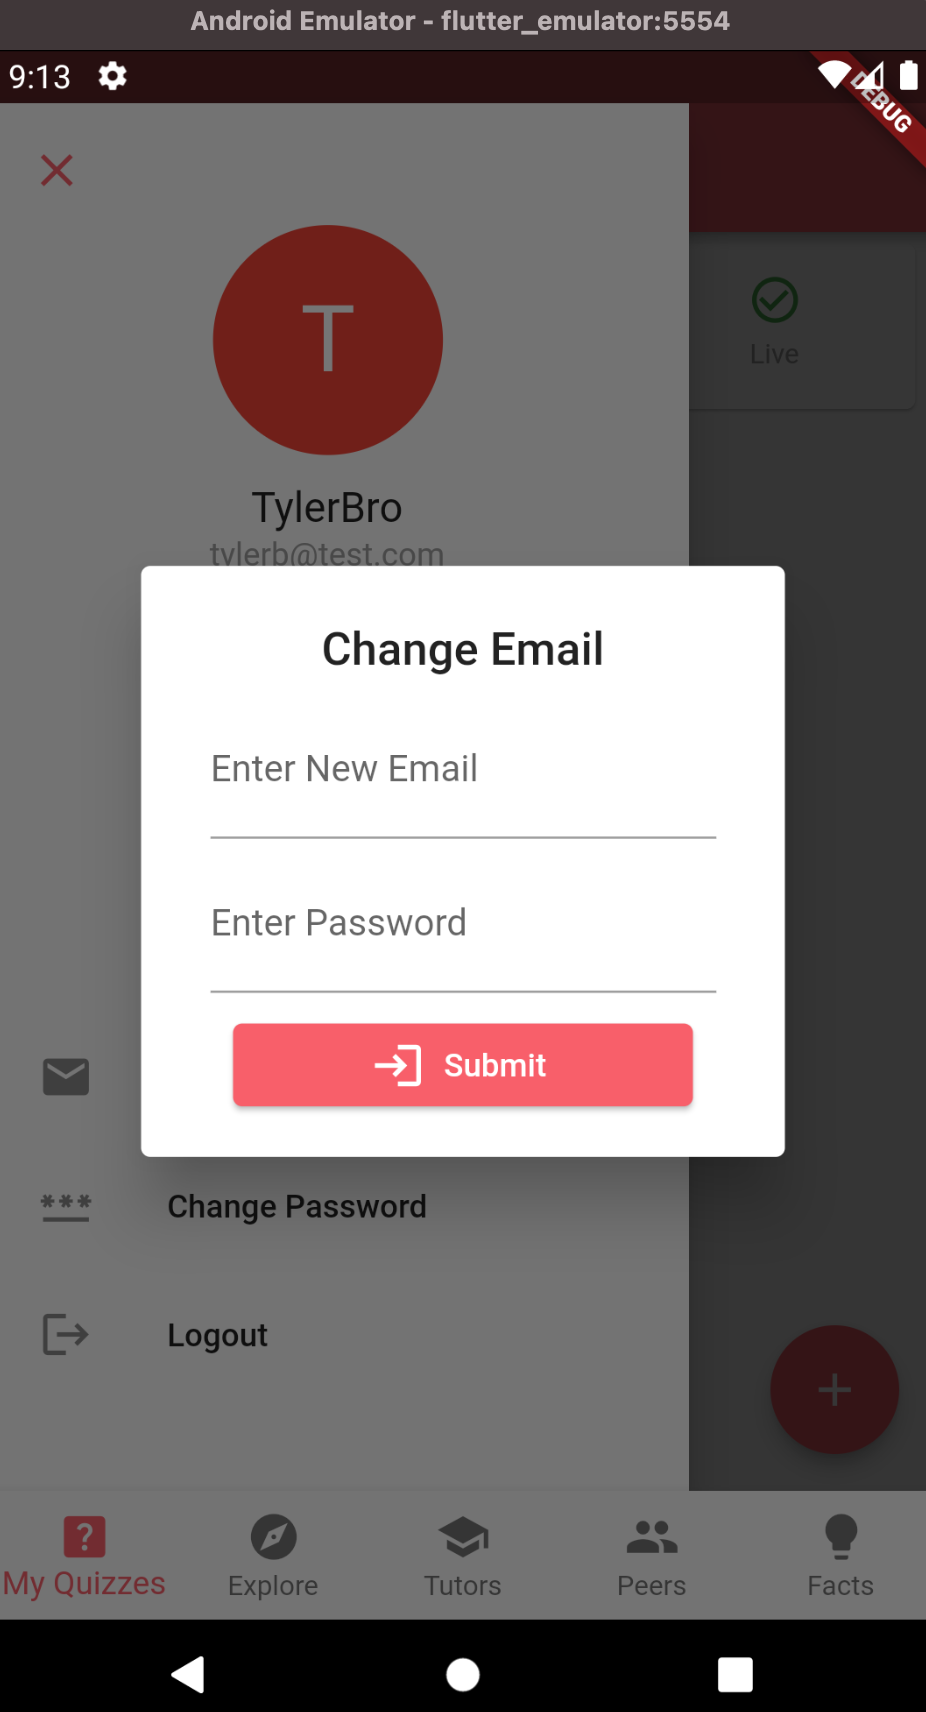 Android Emulator - flutter_emulator:5554
9:13
DEBUG
T
Live
TylerBro
tylerb@test.com
Change Email
Enter New Email
Enter Password
Submit
***
Change Password
Logout
+
?
My Quizzes
Explore
Tutors
Peers
Facts